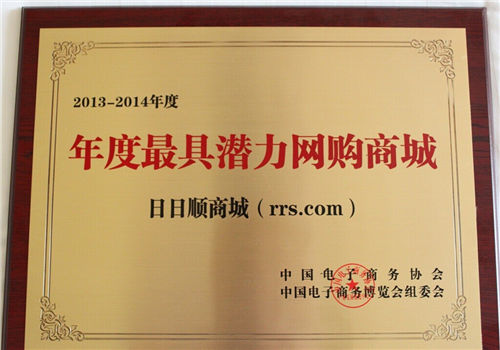 2013-2014年度
年度最具潜力网购商城
日日顺商城（rrs.com）
中国电子商务协会
中国电子商务博览会组委会